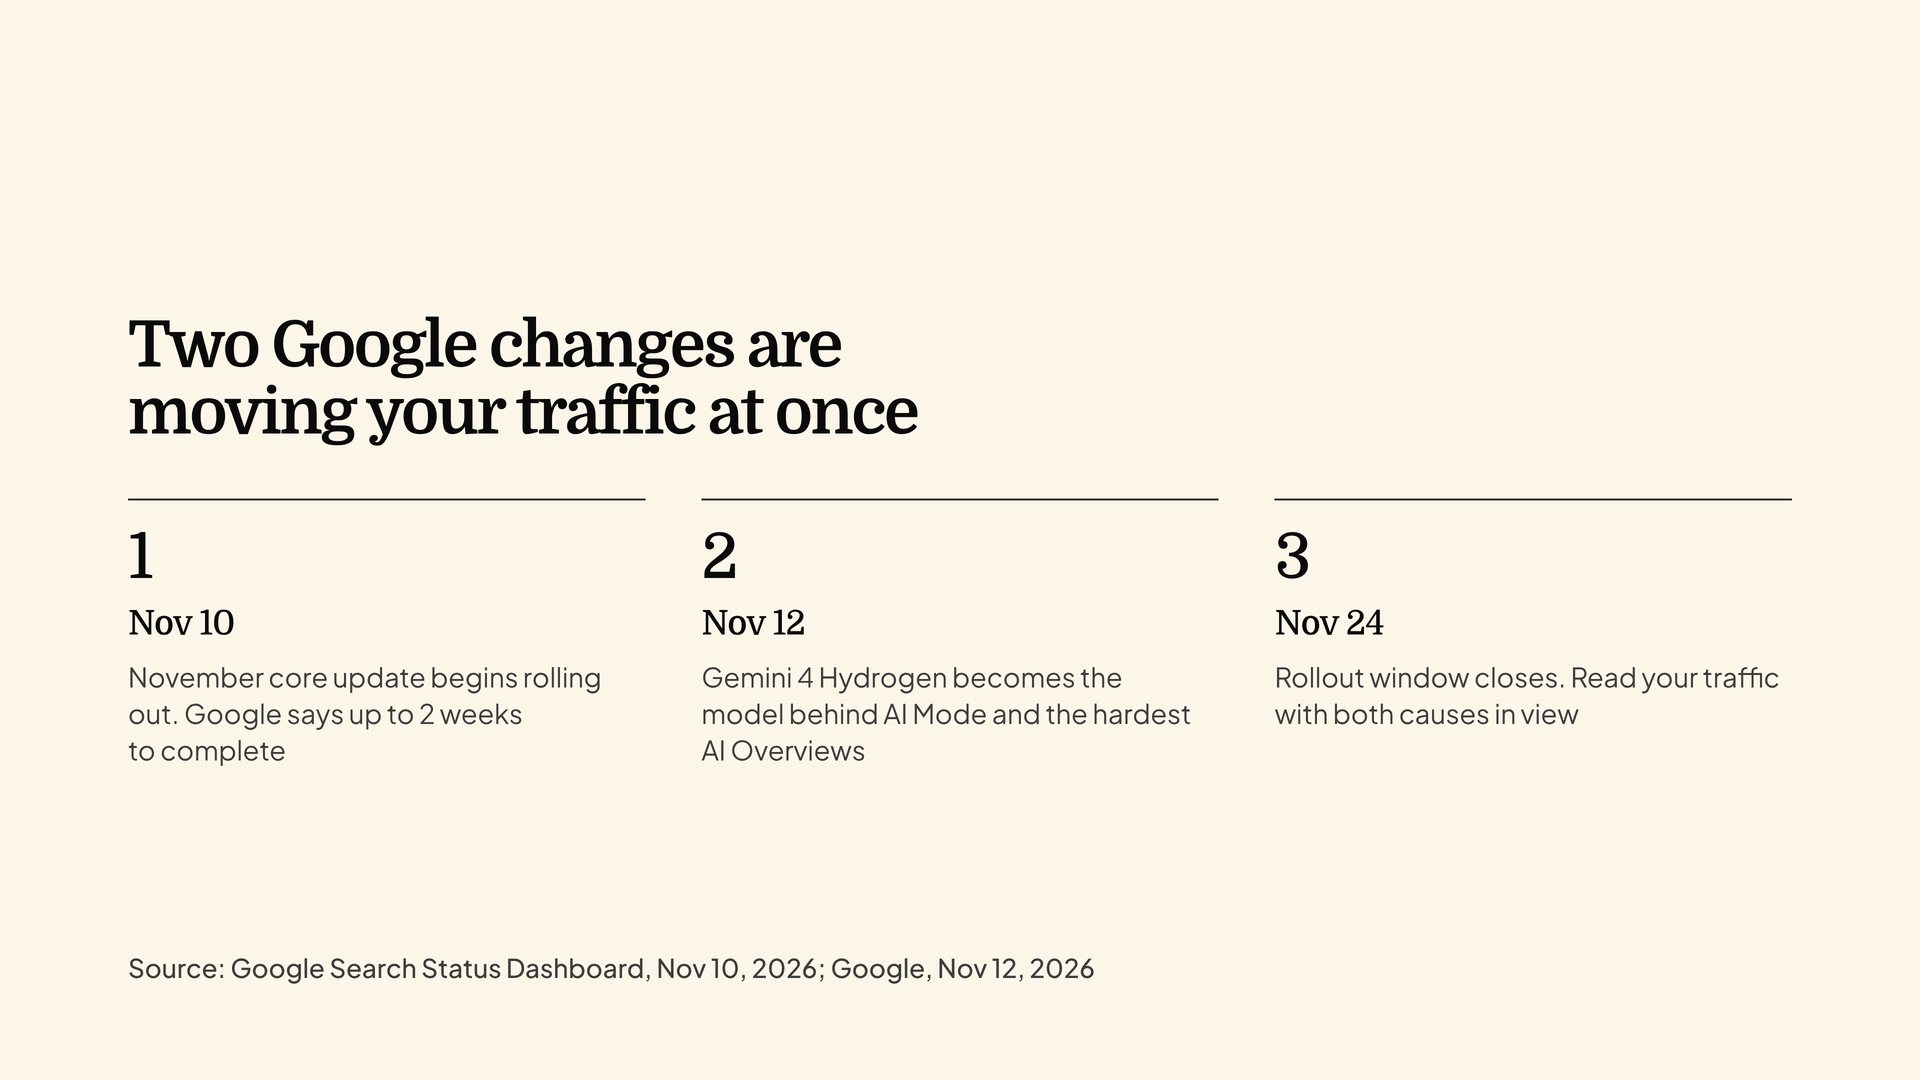 Two Google changes are
moving your traffic at once
1
Nov 10
November core update begins rolling
out. Google says up to 2 weeks
to complete
2
Nov 12
Gemini 4 Hydrogen becomes the
model behind AI Mode and the hardest
AI Overviews
3
Nov 24
Rollout window closes. Read your traffic
with both causes in view
Source: Google Search Status Dashboard, Nov 10, 2026; Google, Nov 12, 2026